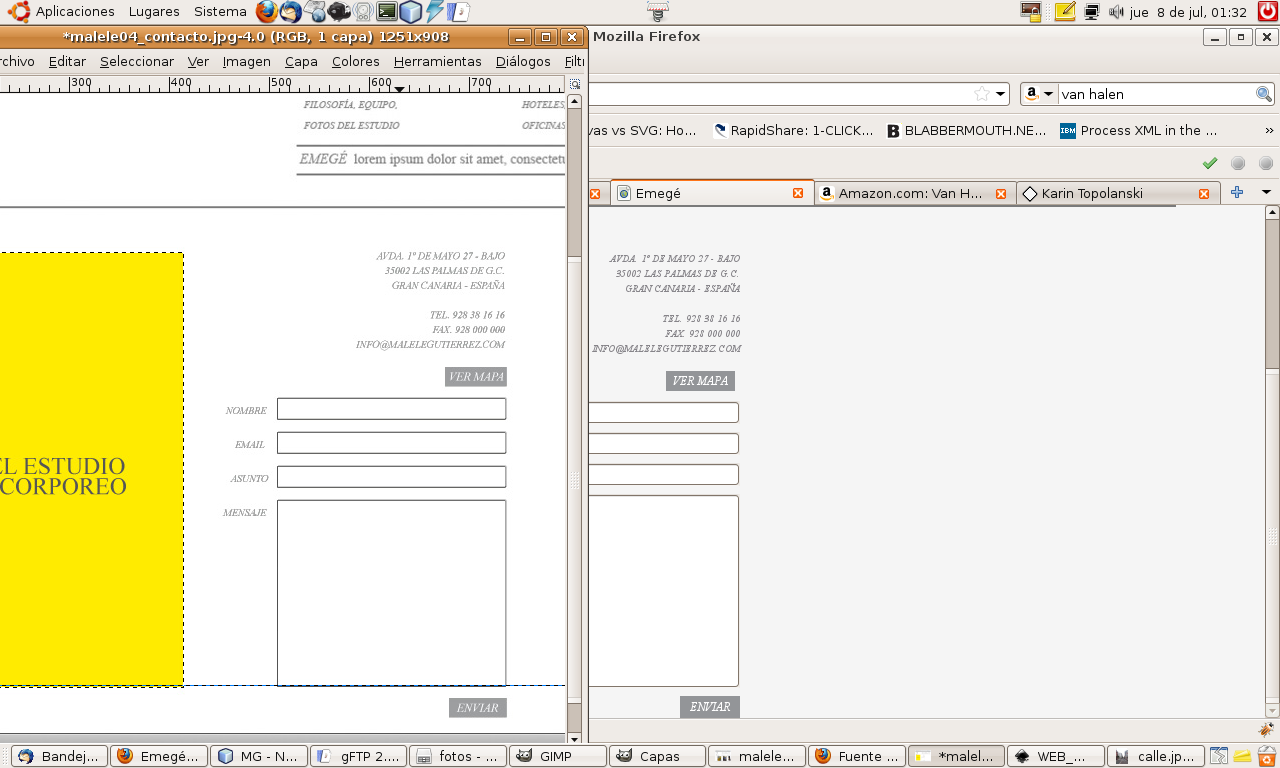 Aplicaciones Lugares Sistema jue 8 de jul, 01:32
*malele04_contacto.jpg-4.0 (RGB, 1 capa) 1251x908
rchivo Editar Seleccionar Ver Imagen Capa Colores Herramientas Diálogos Filt
300 400 500 600 700
FILOSOFÍA, EQUIPO, HOTELES,
FOTOS DEL ESTUDIO OFICINAS
EMEGÉ lorem ipsum dolor sit amet, consectetu
AVDA. 1º DE MAYO 27 - BAJO
35002 LAS PALMAS DE G.C.
GRAN CANARIA - ESPAÑA
TEL. 928 38 16 16
FAX. 928 000 000
INFO@MALELEGUTIERREZ.COM
VER MAPA
NOMBRE
EMAIL
ASUNTO
MENSAJE
EL ESTUDIO
CORPOREO
ENVIAR
Mozilla Firefox
van halen
vas vs SVG: Ho... RapidShare: 1-CLICK... BLABBERMOUTH.NE... IBM Process XML in the ... »
Emegé Amazon.com: Van H... Karin Topolanski
AVDA. 1º DE MAYO 27 - BAJO
35002 LAS PALMAS DE G.C.
GRAN CANARIA - ESPAÑA
TEL. 928 38 16 16
FAX. 928 000 000
INFO@MALELEGUTIERREZ.COM
VER MAPA
ENVIAR
Bandej... Emegé... MG - N... gFTP 2.... fotos - ... GIMP Capas malele... Fuente ... *malel... WEB_... calle.jp...